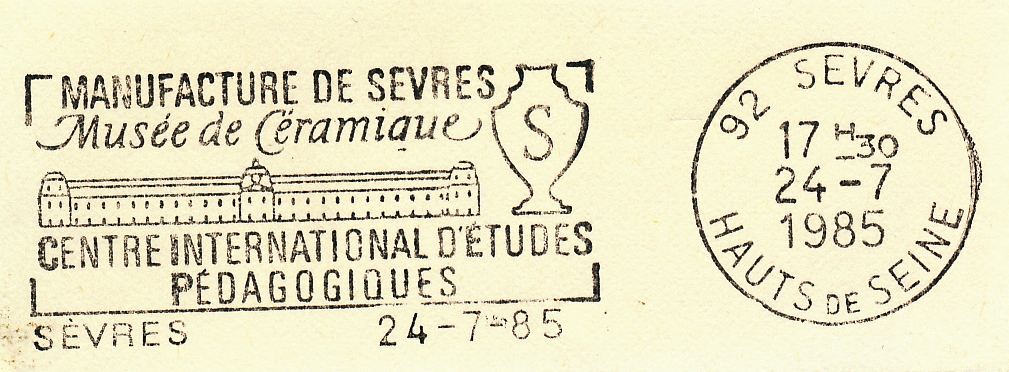 MANUFACTURE DE SEVRES
Musée de Céramique
S
CENTRE INTERNATIONAL D'ÉTUDES
PÉDAGOGIQUES
SÈVRES 24-7-85
92 SEVRES
17 H 30
24-7
1985
HAUTS DE SEINE